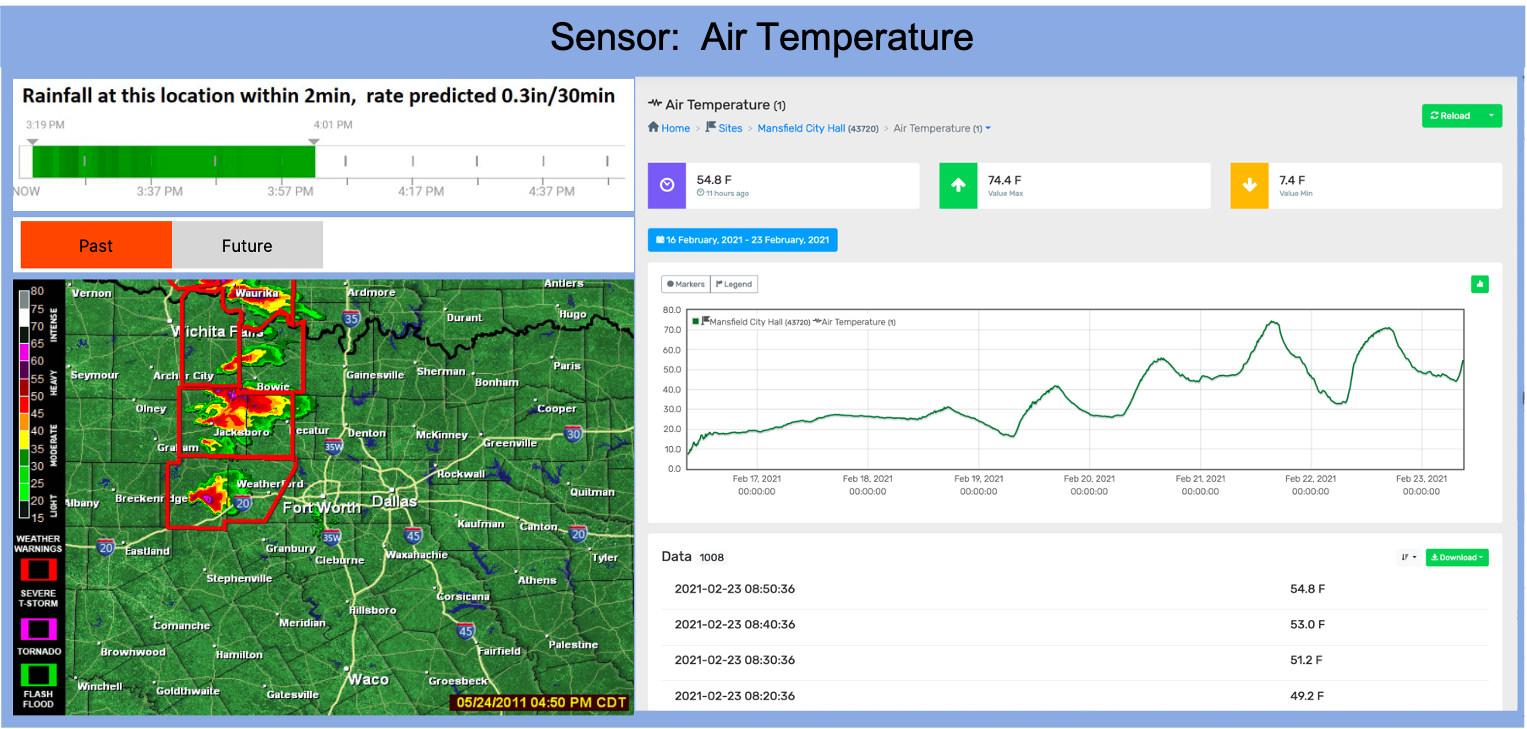 Sensor: Air Temperature
Rainfall at this location within 2min, rate predicted 0.3in/30min
3:19 PM 4:01 PM
NOW 3:37 PM 3:57 PM 4:17 PM 4:37 PM
Past Future
80
75
70
65
60
55
50
45
40
35
30
25
20
15
INTENSE
HEAVY
MODERATE
LIGHT
WEATHER
WARNINGS
SEVERE
T-STORM
TORNADO
FLASH
FLOOD
Vernon
Waurika
Ardmore
Antlers
Wichita Falls
35
Durant
Hugo
Seymour
Archer City
Bowie
Gainesville
Sherman
Bonham
Paris
Olney
Jacksboro
ecatur
Denton
McKinney
Greenville
Cooper
30
Graham
35W
Rockwall
Albany
Breckenridge
Weatherford
20
Fort Worth
Dallas
Quitman
Kaufman
Canton
20
20
Eastland
Granbury
35W
Cleburne
45
Waxahachie
Tyler
Stephenville
Athens
Corsicana
Hillsboro
Comanche
Meridian
45
Brownwood
Hamilton
Fairfield
Palestine
Winchell
Goldthwaite
Gatesville
Waco
Groesbeck
05/24/2011 04:50 PM CDT
Air Temperature (1)
Home > Sites > Mansfield City Hall (43720) > Air Temperature (1)
Reload
54.8 F
11 hours ago
74.4 F
Value Max
7.4 F
Value Min
16 February, 2021 - 23 February, 2021
Markers Legend
Mansfield City Hall (43720) Air Temperature (1)
80.0
70.0
60.0
50.0
40.0
30.0
20.0
10.0
0.0
Feb 17, 2021 Feb 18, 2021 Feb 19, 2021 Feb 20, 2021 Feb 21, 2021 Feb 22, 2021 Feb 23, 2021
00:00:00 00:00:00 00:00:00 00:00:00 00:00:00 00:00:00 00:00:00
Data 1008
Download
2021-02-23 08:50:36 54.8 F
2021-02-23 08:40:36 53.0 F
2021-02-23 08:30:36 51.2 F
2021-02-23 08:20:36 49.2 F